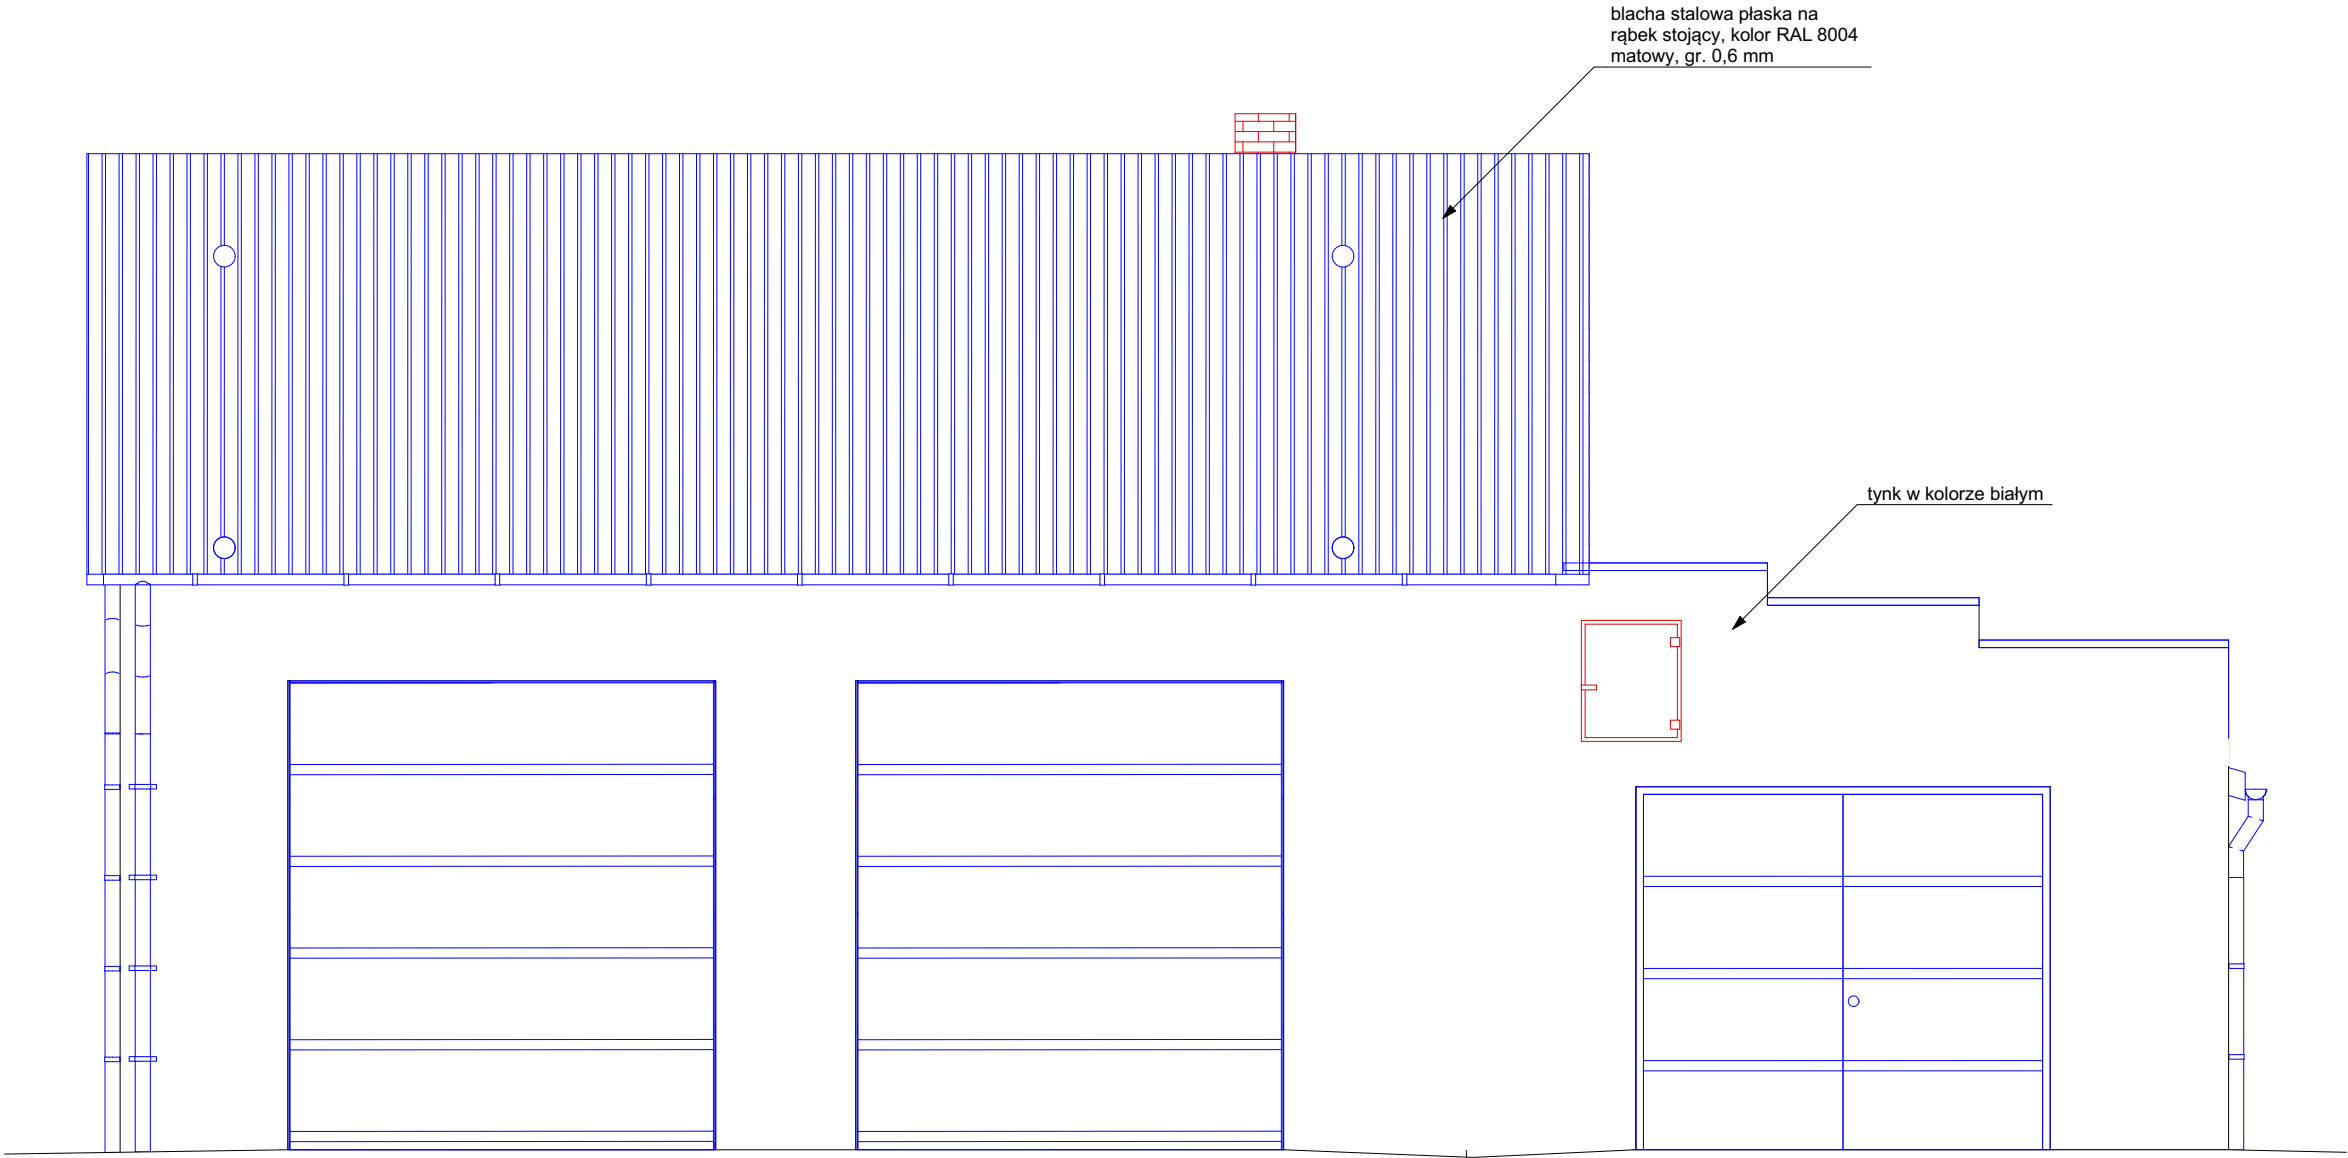 blacha stalowa płaska na
rąbek stojący, kolor RAL 8004
matowy, gr. 0,6 mm
tynk w kolorze białym